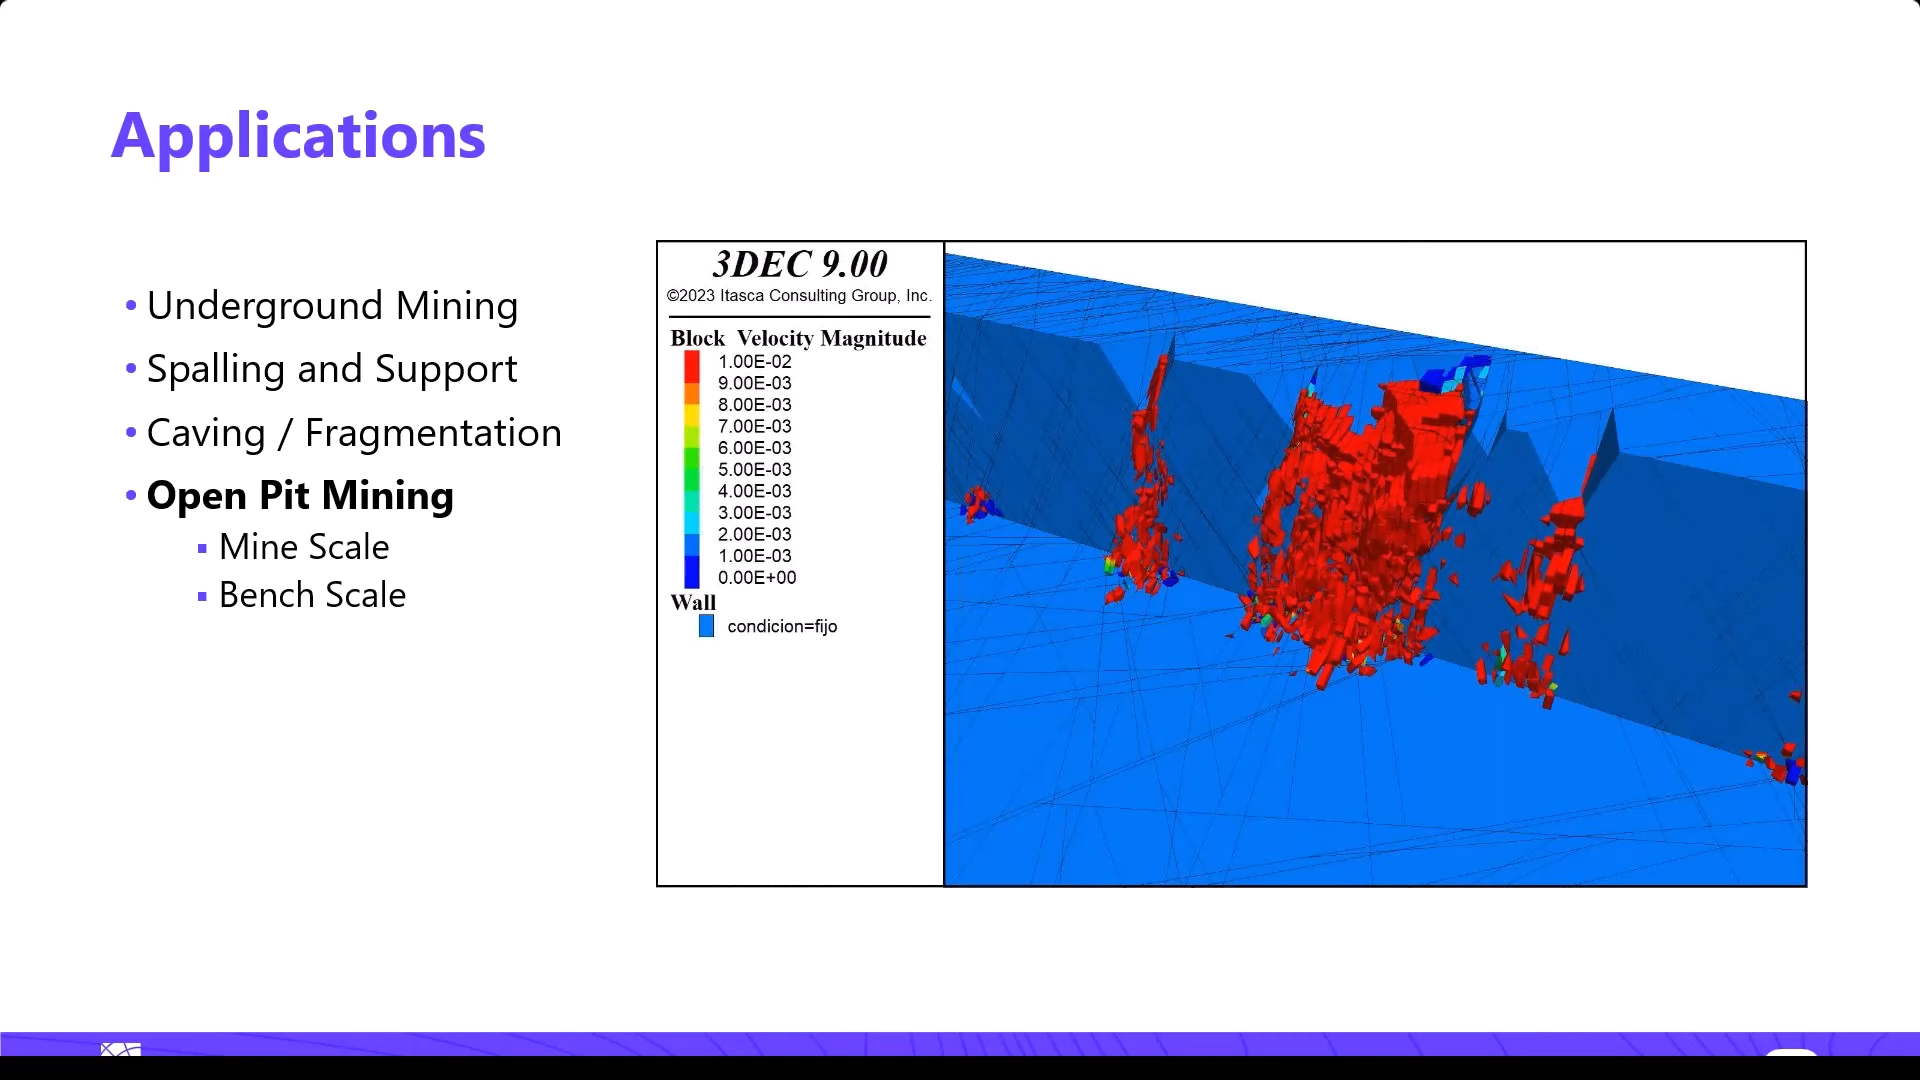 Applications
• Underground Mining
• Spalling and Support
• Caving / Fragmentation
• Open Pit Mining
▪ Mine Scale
▪ Bench Scale
3DEC 9.00
©2023 Itasca Consulting Group, Inc.
Block Velocity Magnitude
1.00E-02
9.00E-03
8.00E-03
7.00E-03
6.00E-03
5.00E-03
4.00E-03
3.00E-03
2.00E-03
1.00E-03
0.00E+00
Wall
condicion=fijo